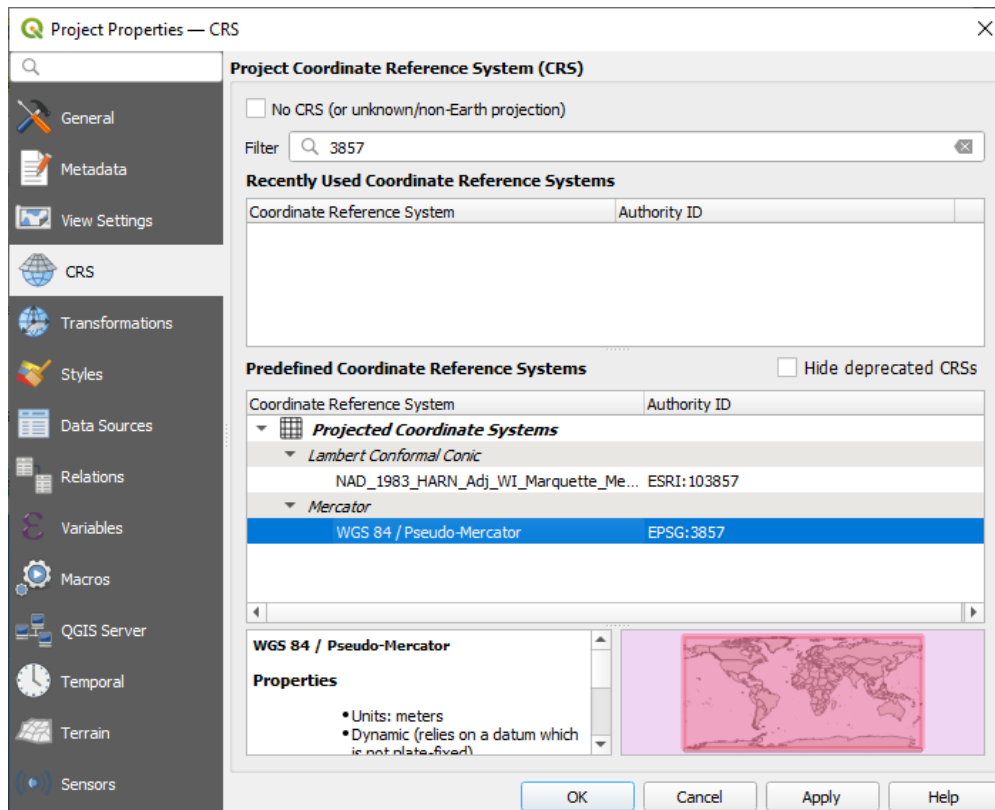 Project Properties — CRS
Project Coordinate Reference System (CRS)
General
Metadata
View Settings
CRS
Transformations
Styles
Data Sources
Relations
Variables
Macros
QGIS Server
Temporal
Terrain
Sensors
No CRS (or unknown/non-Earth projection)
Filter 3857
Recently Used Coordinate Reference Systems
Coordinate Reference System Authority ID
Predefined Coordinate Reference Systems Hide deprecated CRSs
Coordinate Reference System Authority ID
Projected Coordinate Systems
Lambert Conformal Conic
NAD_1983_HARN_Adj_WI_Marquette_Me... ESRI:103857
Mercator
WGS 84 / Pseudo-Mercator EPSG:3857
WGS 84 / Pseudo-Mercator
Properties
• Units: meters
• Dynamic (relies on a datum which
is not plate-fixed)
OK Cancel Apply Help